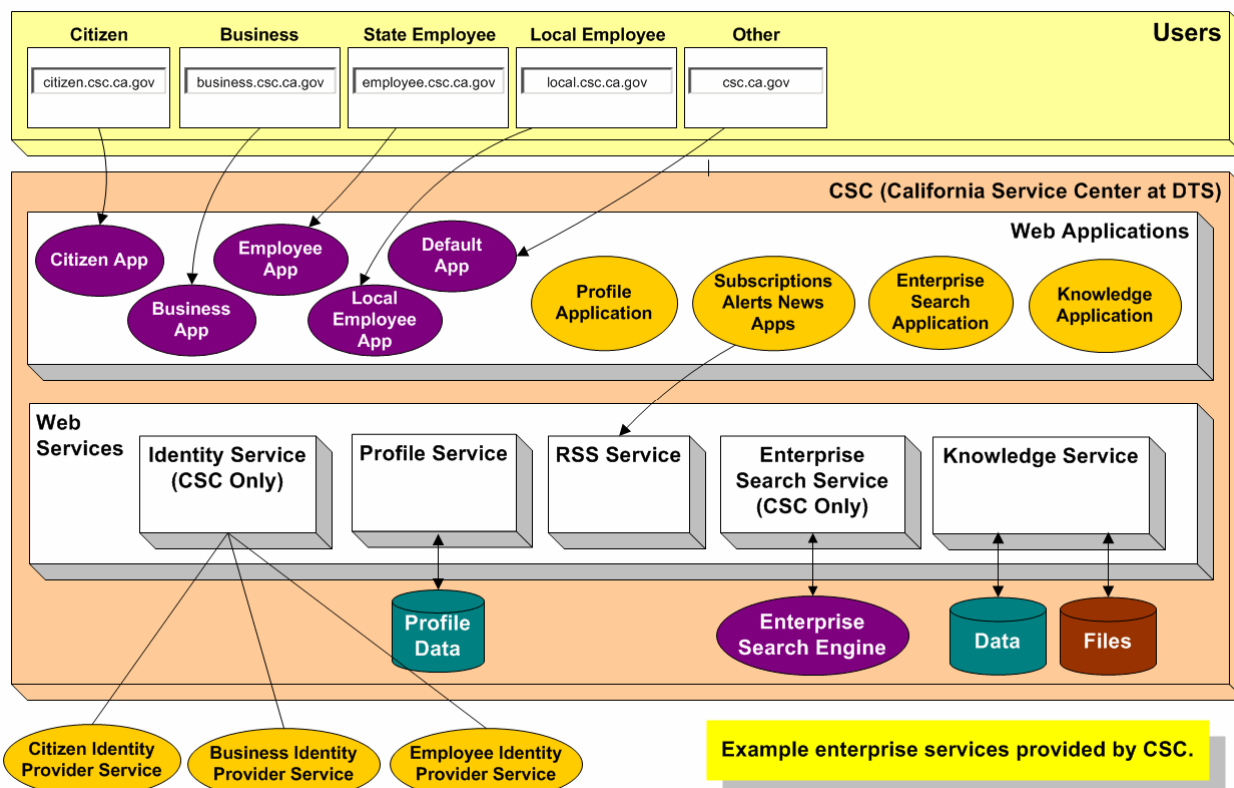 Citizen
Business
State Employee
Local Employee
Other
Users
citizen.csc.ca.gov
business.csc.ca.gov
employee.csc.ca.gov
local.csc.ca.gov
csc.ca.gov
CSC (California Service Center at DTS)
Web Applications
Citizen App
Business
App
Employee
App
Local
Employee
App
Default
App
Profile
Application
Subscriptions
Alerts News
Apps
Enterprise
Search
Application
Knowledge
Application
Web
Services
Identity Service
(CSC Only)
Profile Service
RSS Service
Enterprise
Search Service
(CSC Only)
Knowledge Service
Profile
Data
Enterprise
Search Engine
Data
Files
Citizen Identity
Provider Service
Business Identity
Provider Service
Employee Identity
Provider Service
Example enterprise services provided by CSC.